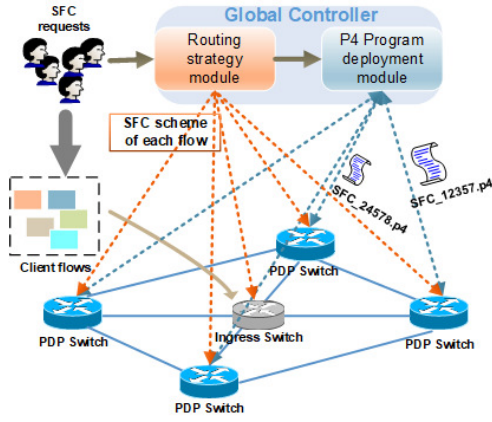 SFC
requests
Global Controller
Routing
strategy
module
P4 Program
deployment
module
SFC scheme
of each flow
SFC_24578.p4
SFC_12357.p4
Client flows
PDP Switch
PDP Switch
Ingress Switch
PDP Switch
PDP Switch